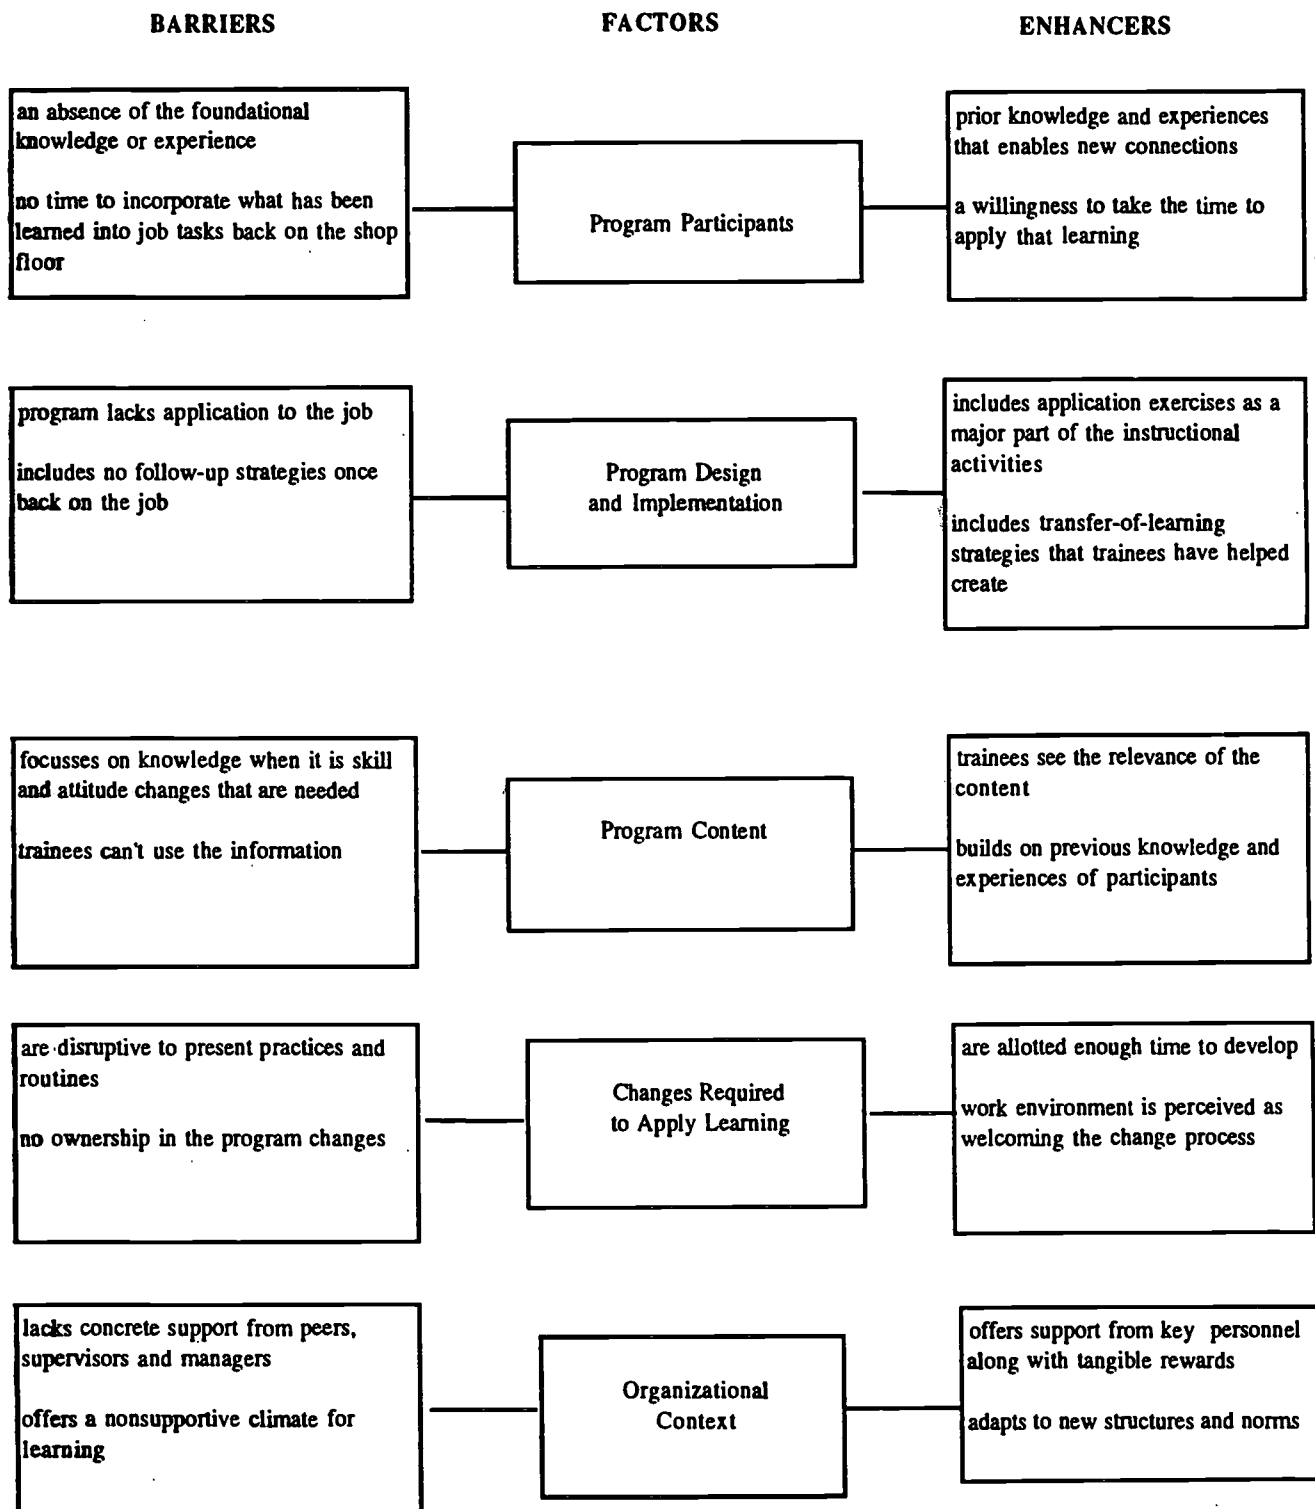 BARRIERS
FACTORS
ENHANCERS
an absence of the foundational
knowledge or experience
no time to incorporate what has been
learned into job tasks back on the shop
floor
Program Participants
prior knowledge and experiences
that enables new connections
a willingness to take the time to
apply that learning
program lacks application to the job
includes no follow-up strategies once
back on the job
Program Design
and Implementation
includes application exercises as a
major part of the instructional
activities
includes transfer-of-learning
strategies that trainees have helped
create
focusses on knowledge when it is skill
and attitude changes that are needed
trainees can't use the information
Program Content
trainees see the relevance of the
content
builds on previous knowledge and
experiences of participants
are disruptive to present practices and
routines
no ownership in the program changes
Changes Required
to Apply Learning
are allotted enough time to develop
work environment is perceived as
welcoming the change process
lacks concrete support from peers,
supervisors and managers
offers a nonsupportive climate for
learning
Organizational
Context
offers support from key personnel
along with tangible rewards
adapts to new structures and norms